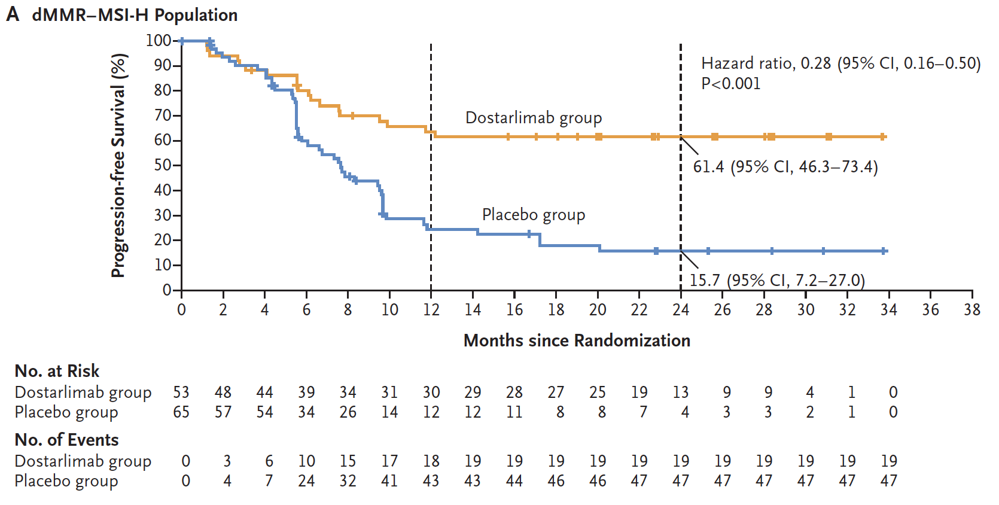 A dMMR–MSI-H Population
Progression-free Survival (%)
100
90
80
70
60
50
40
30
20
10
0
Hazard ratio, 0.28 (95% CI, 0.16–0.50)
P<0.001
Dostarlimab group
61.4 (95% CI, 46.3–73.4)
Placebo group
15.7 (95% CI, 7.2–27.0)
0 2 4 6 8 10 12 14 16 18 20 22 24 26 28 30 32 34 36 38
Months since Randomization
No. at Risk
Dostarlimab group 53 48 44 39 34 31 30 29 28 27 25 19 13 9 9 4 1 0
Placebo group 65 57 54 34 26 14 12 12 11 8 8 7 4 3 3 2 1 0
No. of Events
Dostarlimab group 0 3 6 10 15 17 18 19 19 19 19 19 19 19 19 19 19 19
Placebo group 0 4 7 24 32 41 43 43 44 46 46 47 47 47 47 47 47 47